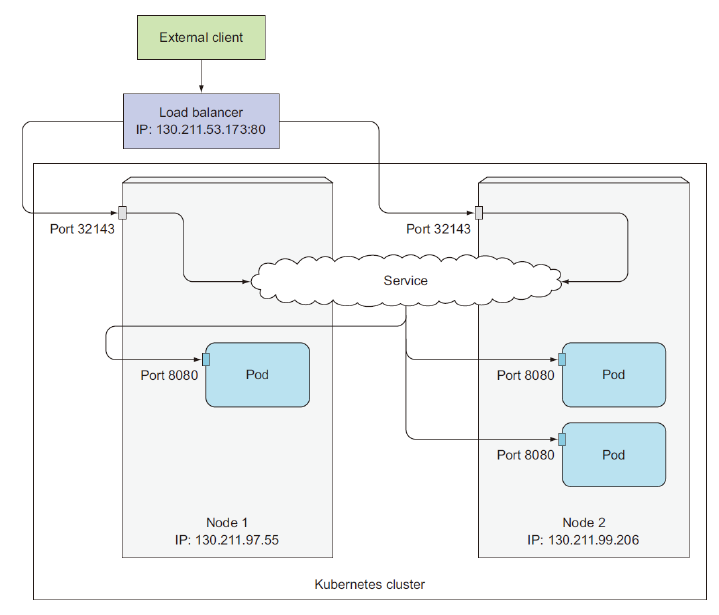 External client
Load balancer
IP: 130.211.53.173:80
Port 32143
Port 32143
Service
Port 8080
Pod
Port 8080
Pod
Port 8080
Pod
Node 1
IP: 130.211.97.55
Node 2
IP: 130.211.99.206
Kubernetes cluster